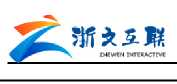 浙文互联
ZHEWEN INTERACTIVE